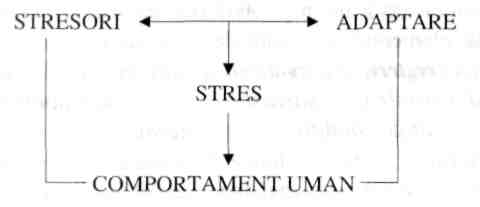 STRESORI ADAPTARE
STRES
COMPORTAMENT UMAN